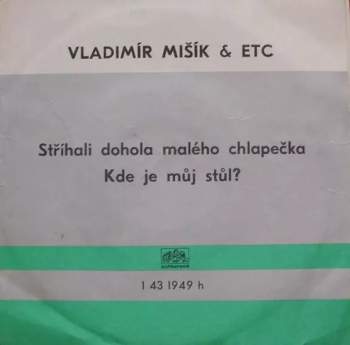 VLADIMÍR MIŠÍK & ETC
Stříhali dohola malého chlapečka
Kde je můj stůl?
1 43 1949 h